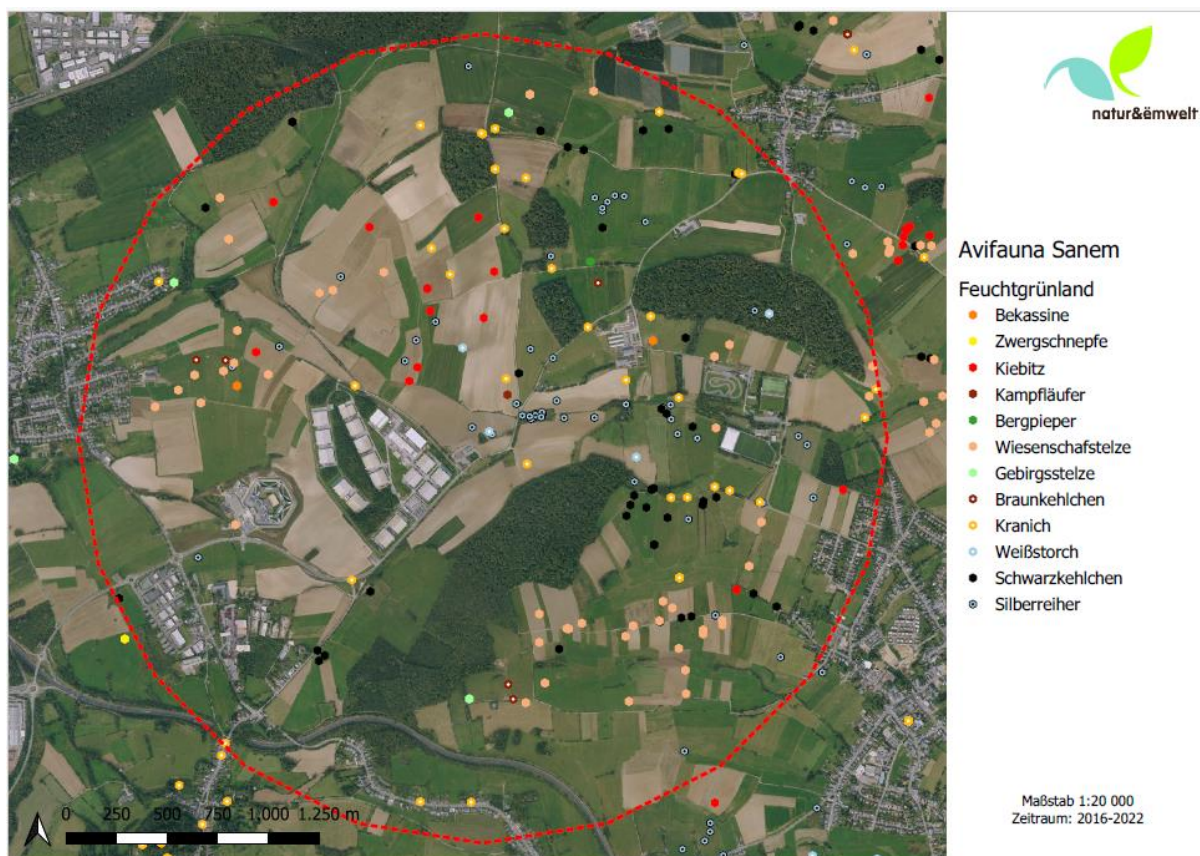 natur&ëmwelt
Avifauna Sanem
Feuchtgrünland
Bekassine
Zwergschnepfe
Kiebitz
Kampfläufer
Bergpieper
Wiesenschafstelze
Gebirgsstelze
Braunkehlchen
Kranich
Weißstorch
Schwarzkehlchen
Silberreiher
0 250 500 750 1.000 1.250 m
Maßstab 1:20 000
Zeitraum: 2016-2022